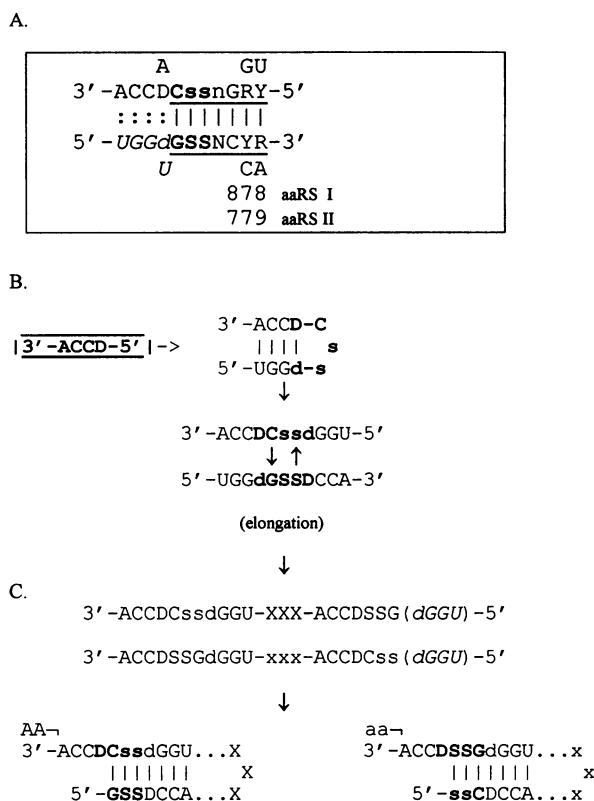 A.
A GU
3′-ACCDCssnGRY-5′
::::|||||||
5′-UGGdGSSNCYR-3′
U CA
878 aaRS I
779 aaRS II
B.
3′-ACCD-C
|3′-ACCD-5′|-> |||| s
5′-UGGd-s
↓
3′-ACCDCssdGGU-5′
↓ ↑
5′-UGGdGSSDCCA-3′
(elongation)
↓
C.
3′-ACCDCssdGGU-XXX-ACCDSSG(dGGU)-5′
3′-ACCDSSGdGGU-xxx-ACCDCss(dGGU)-5′
↓
AA¬ aa¬
3′-ACCDCssdGGU...X 3′-ACCDSSGdGGU...x
||||||| X ||||||| x
5′-GSSDCCA...X 5′-ssCDCCA...x